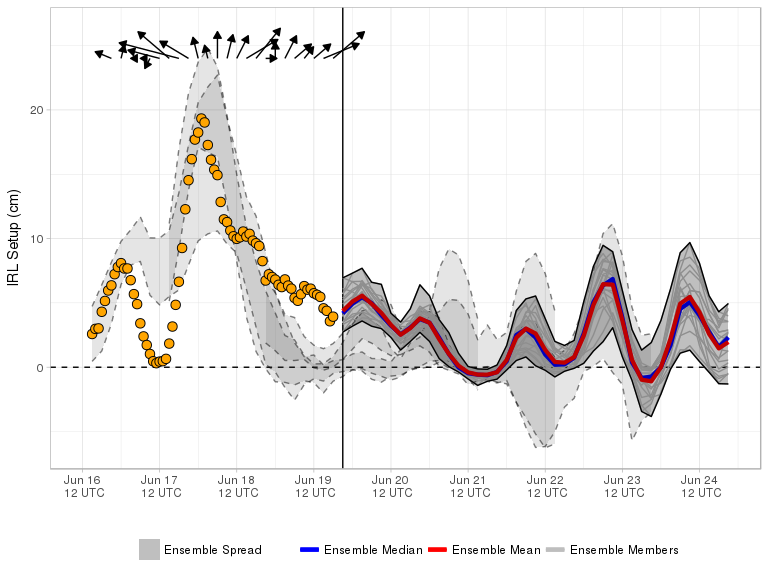 IRL Setup (cm)
20
10
0
Jun 16 Jun 17 Jun 18 Jun 19 Jun 20 Jun 21 Jun 22 Jun 23 Jun 24
12 UTC 12 UTC 12 UTC 12 UTC 12 UTC 12 UTC 12 UTC 12 UTC 12 UTC
Ensemble Spread Ensemble Median Ensemble Mean Ensemble Members